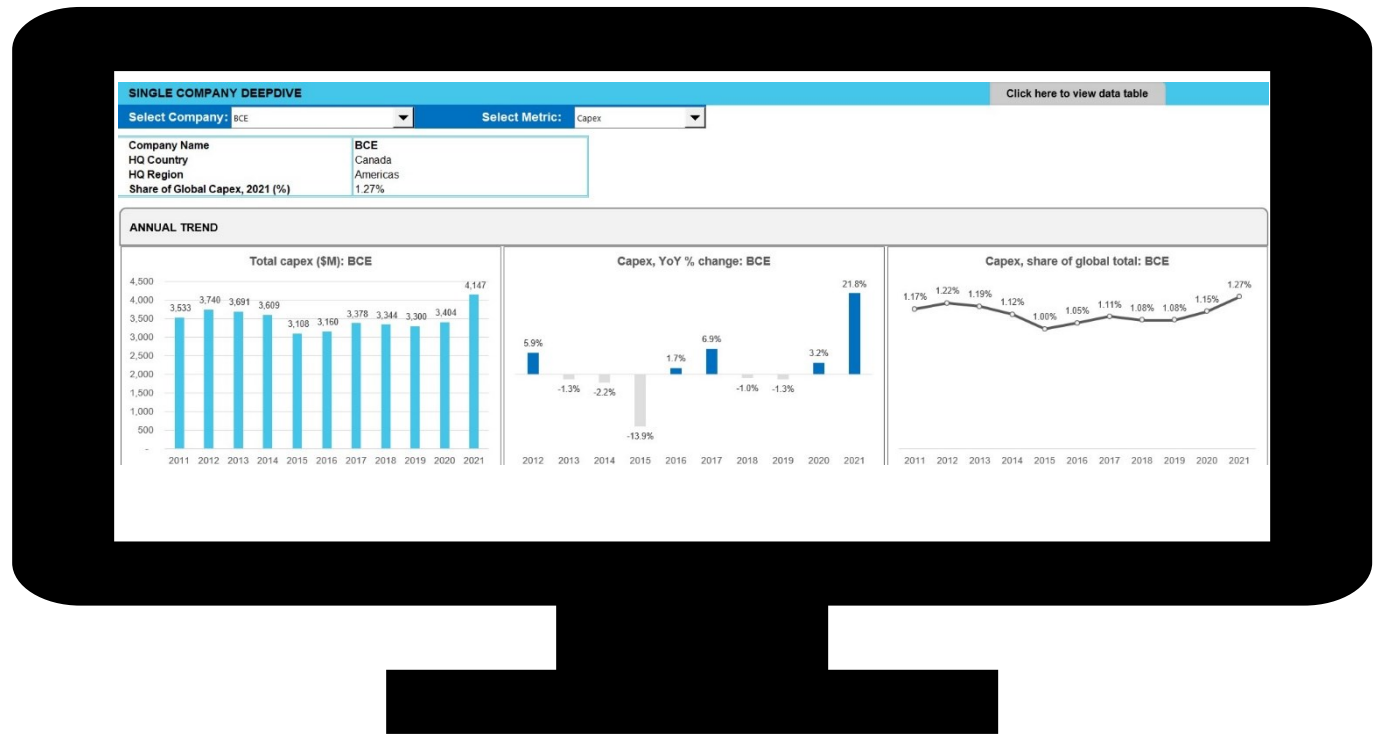 SINGLE COMPANY DEEPDIVE
Click here to view data table
Select Company: BCE
Select Metric: Capex
Company Name BCE
HQ Country Canada
HQ Region Americas
Share of Global Capex, 2021 (%) 1.27%
ANNUAL TREND
Total capex ($M): BCE
4,500
4,000
3,500
3,000
2,500
2,000
1,500
1,000
500
-
3,533 3,740 3,691 3,609 3,108 3,160 3,378 3,344 3,300 3,404 4,147
2011 2012 2013 2014 2015 2016 2017 2018 2019 2020 2021
Capex, YoY % change: BCE
5.9% -1.3% -2.2% -13.9% 1.7% 6.9% -1.0% -1.3% 3.2% 21.8%
2012 2013 2014 2015 2016 2017 2018 2019 2020 2021
Capex, share of global total: BCE
1.17% 1.22% 1.19% 1.12% 1.00% 1.05% 1.11% 1.08% 1.08% 1.15% 1.27%
2011 2012 2013 2014 2015 2016 2017 2018 2019 2020 2021